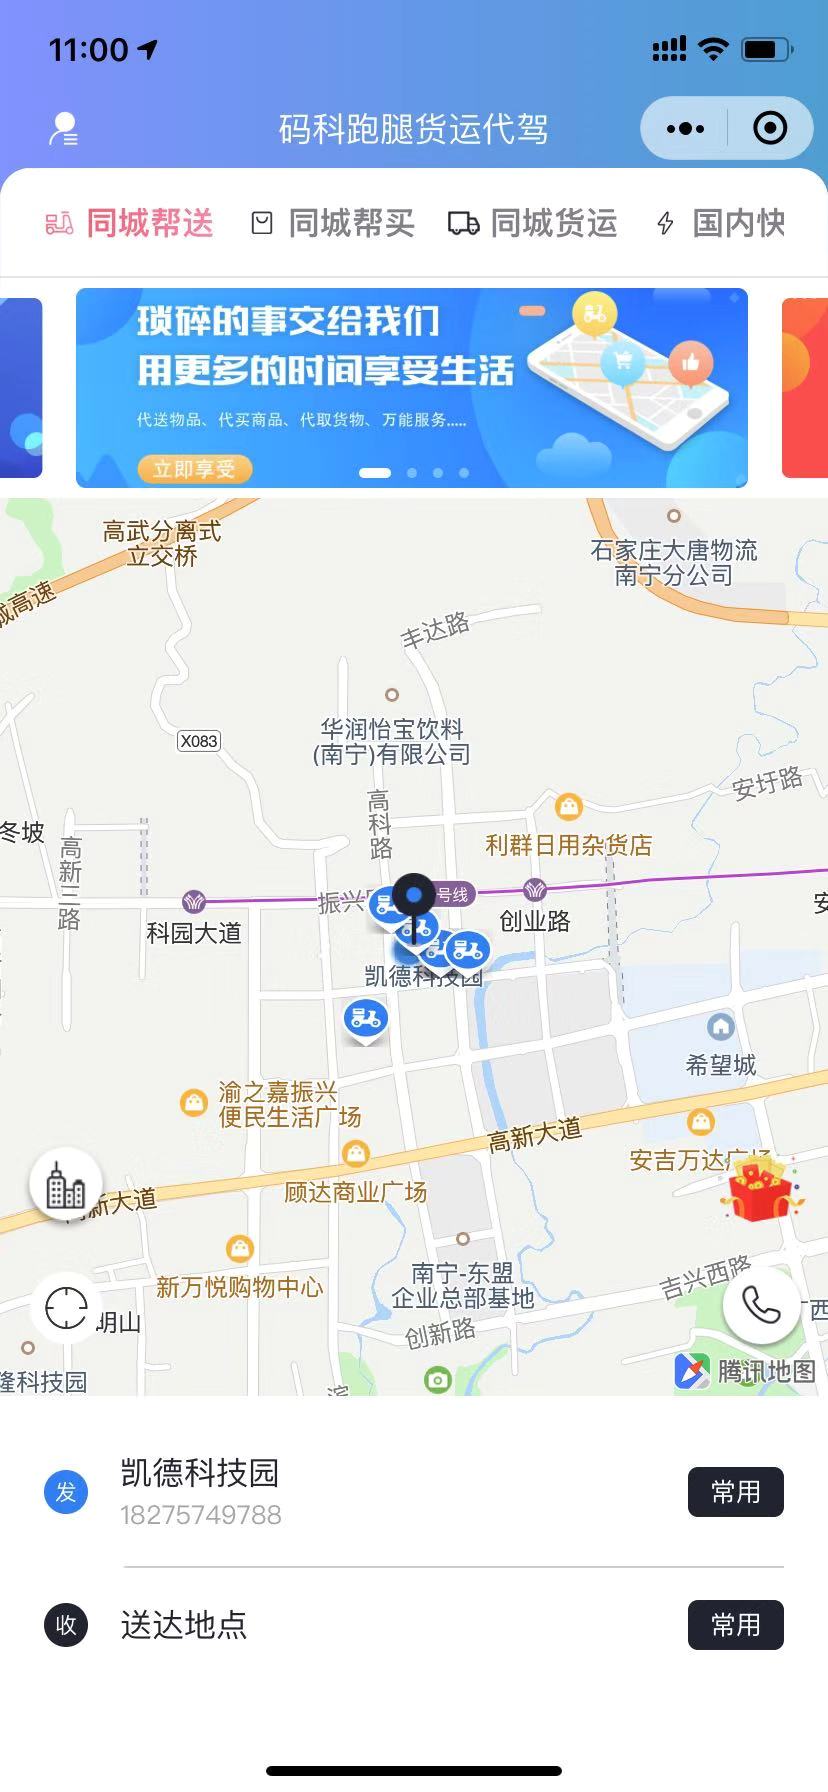 11:00
码科跑腿货运代驾
同城帮送
同城帮买
同城货运
国内快
琐碎的事交给我们
用更多的时间享受生活
代送物品、代买商品、代取货物、万能服务.....
立即享受
高武分离式
立交桥
石家庄大唐物流
南宁分公司
城高速
丰达路
华润怡宝饮料
(南宁)有限公司
X083
安圩路
高科路
利群日用杂货店
冬坡
高新三路
振兴
号线
科园大道
创业路
安
凯德科技园
希望城
渝之嘉振兴
便民生活广场
高新大道
安吉万达广场
顾达商业广场
高新大道
南宁-东盟
企业总部基地
新万悦购物中心
吉兴西路
广西
创新路
明山
腾讯地图
隆科技园
滨
发
凯德科技园
18275749788
常用
收
送达地点
常用